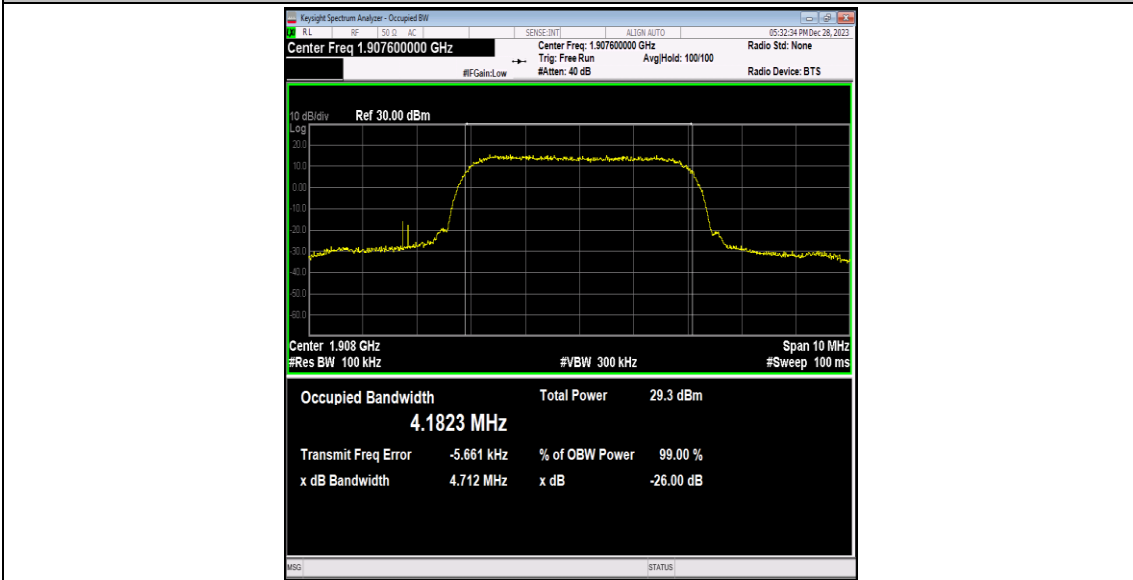 Keysight Spectrum Analyzer - Occupied BW
LXI RL RF 50 Ω AC SENSE:INT ALIGN AUTO 05:32:34 PM Dec 28, 2023
Center Freq 1.907600000 GHz Center Freq: 1.907600000 GHz Radio Std: None
Trig: Free Run Avg|Hold: 100/100
#IFGain:Low #Atten: 40 dB Radio Device: BTS
10 dB/div Ref 30.00 dBm
Log
20.0
10.0
0.00
-10.0
-20.0
-30.0
-40.0
-50.0
-60.0
Center 1.908 GHz Span 10 MHz
#Res BW 100 kHz #VBW 300 kHz #Sweep 100 ms
Occupied Bandwidth Total Power 29.3 dBm
4.1823 MHz
Transmit Freq Error -5.661 kHz % of OBW Power 99.00 %
x dB Bandwidth 4.712 MHz x dB -26.00 dB
MSG STATUS